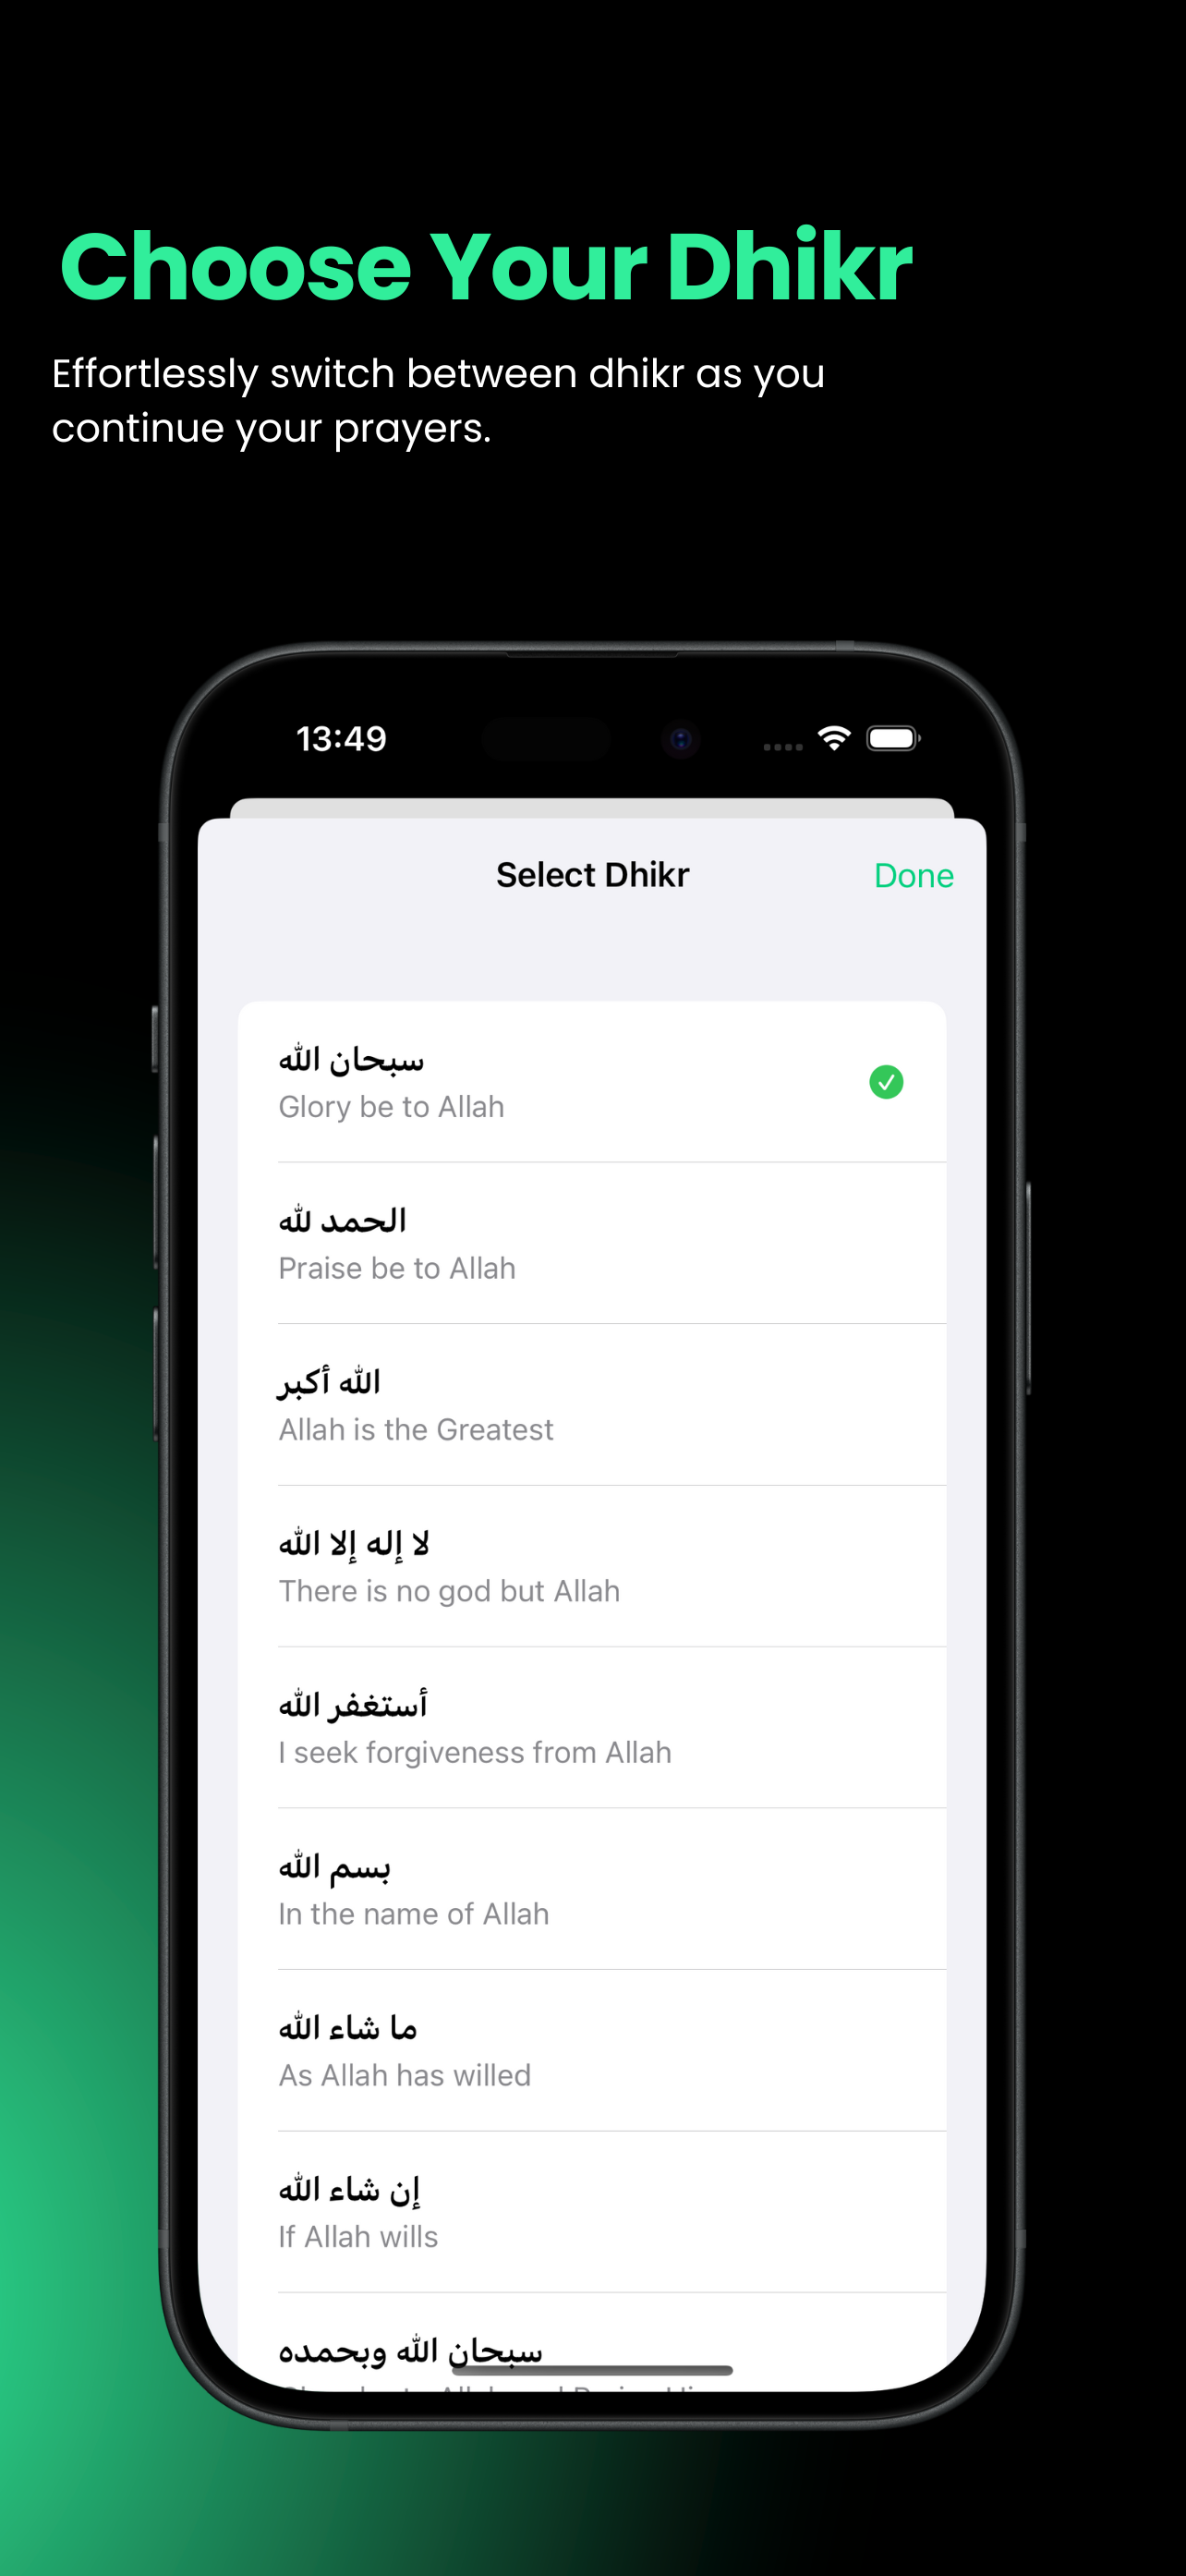 Choose Your Dhikr
Effortlessly switch between dhikr as you
continue your prayers.
13:49
Select Dhikr
Done
سبحان الله
Glory be to Allah
الحمد لله
Praise be to Allah
الله أكبر
Allah is the Greatest
لا إله إلا الله
There is no god but Allah
أستغفر الله
I seek forgiveness from Allah
بسم الله
In the name of Allah
ما شاء الله
As Allah has willed
إن شاء الله
If Allah wills
سبحان الله وبحمده